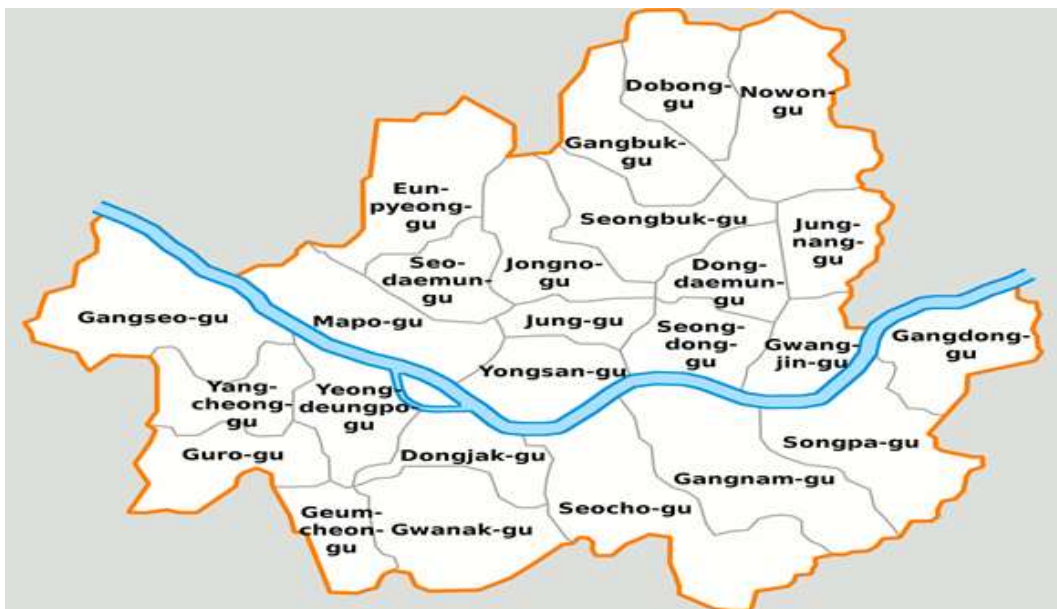 Dobong-
gu
Nowon-
gu
Gangbuk-
gu
Eun-
pyeong-
gu
Seongbuk-gu
Jung-
nang-
gu
Seo-
daemun-
gu
Jongno-
gu
Dong-
daemun-
gu
Gangseo-gu
Mapo-gu
Jung-gu
Seong-
dong-
gu
Gwang-
jin-gu
Gangdong-
gu
Yang-
cheong-
gu
Yeong-
deungpo-
gu
Yongsan-gu
Guro-gu
Dongjak-gu
Songpa-gu
Gangnam-gu
Geum-
cheon-
gu
Gwanak-gu
Seocho-gu